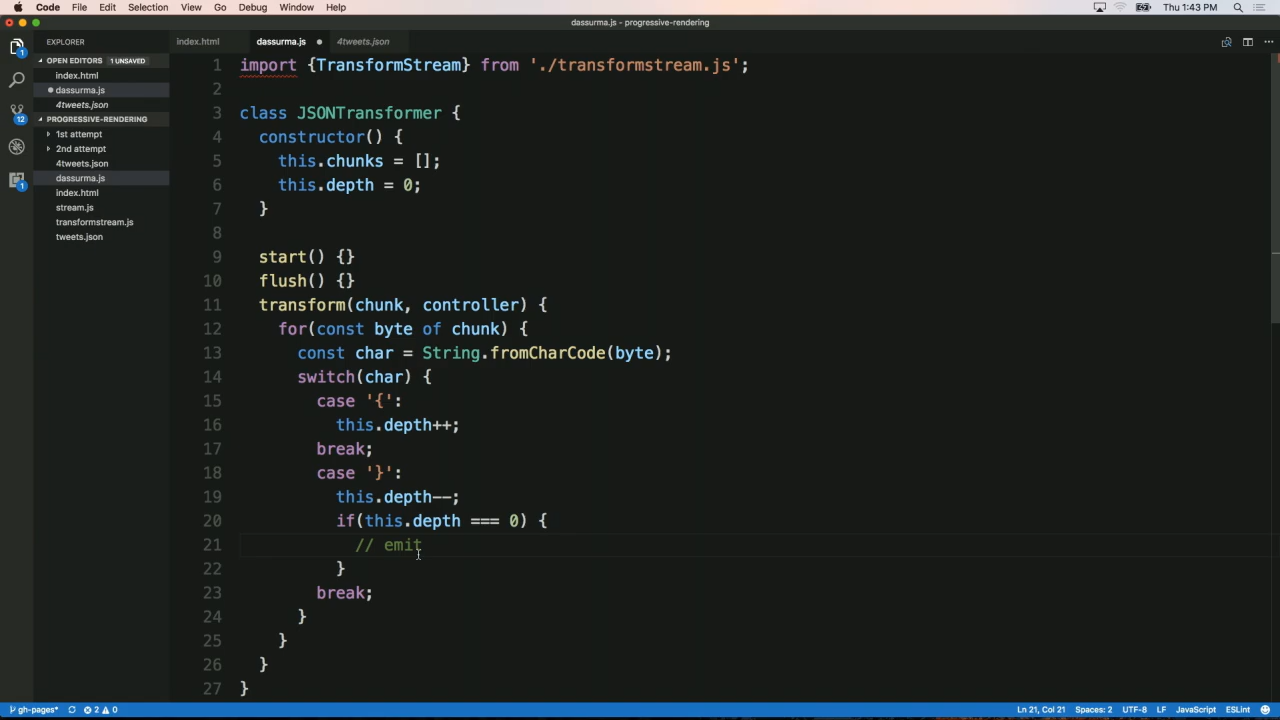 Code File Edit Selection View Go Debug Window Help Thu 1:43 PM
dassurma.js - progressive-rendering
EXPLORER
index.html
dassurma.js
4tweets.json
OPEN EDITORS 1 UNSAVED
index.html
dassurma.js
4tweets.json
PROGRESSIVE-RENDERING
1st attempt
2nd attempt
4tweets.json
dassurma.js
index.html
stream.js
transformstream.js
tweets.json
1
12
1
1 import {TransformStream} from './transformstream.js';
2
3 class JSONTransformer {
4 constructor() {
5 this.chunks = [];
6 this.depth = 0;
7 }
8
9 start() {}
10 flush() {}
11 transform(chunk, controller) {
12 for(const byte of chunk) {
13 const char = String.fromCharCode(byte);
14 switch(char) {
15 case '{':
16 this.depth++;
17 break;
18 case '}':
19 this.depth--;
20 if(this.depth === 0) {
21 // emit
22 }
23 break;
24 }
25 }
26 }
27 }
gh-pages* 2 0 Ln 21, Col 21 Spaces: 2 UTF-8 LF JavaScript ESLint